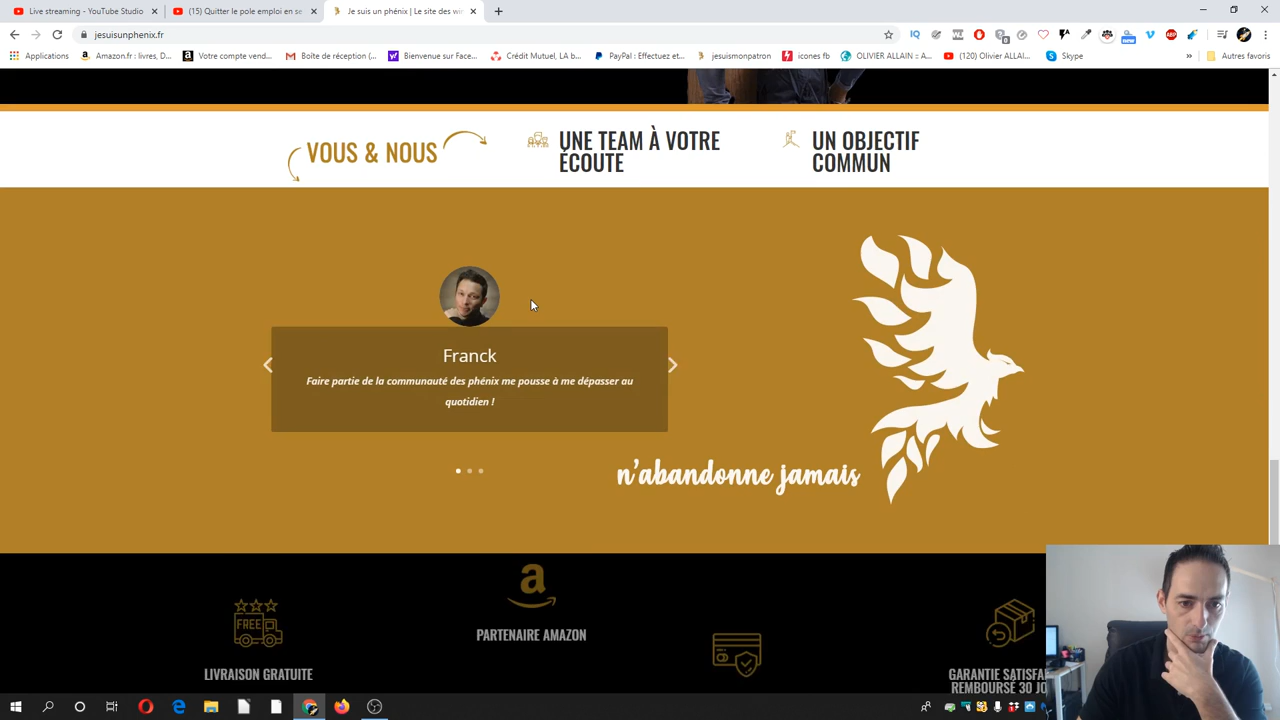 Live streaming - YouTube Studio
(15) Quitter le pole emploi en se
Je suis un phénix | Le site des win
jesuisunphenix.fr
Applications
Amazon.fr : livres, D...
Votre compte vend...
Boîte de réception (...
Bienvenue sur Face...
Crédit Mutuel, LA b...
PayPal : Effectuez et...
jesuismonpatron
icones fb
OLIVIER ALLAIN :: A...
(120) Olivier ALLAI...
Skype
»
Autres favoris
VOUS & NOUS
UNE TEAM À VOTRE
ÉCOUTE
UN OBJECTIF
COMMUN
Franck
Faire partie de la communauté des phénix me pousse à me dépasser au
quotidien !
n'abandonne jamais
FREE
LIVRAISON GRATUITE
a
PARTENAIRE AMAZON
GARANTIE SATISFA
REMBOURSÉ 30 JO